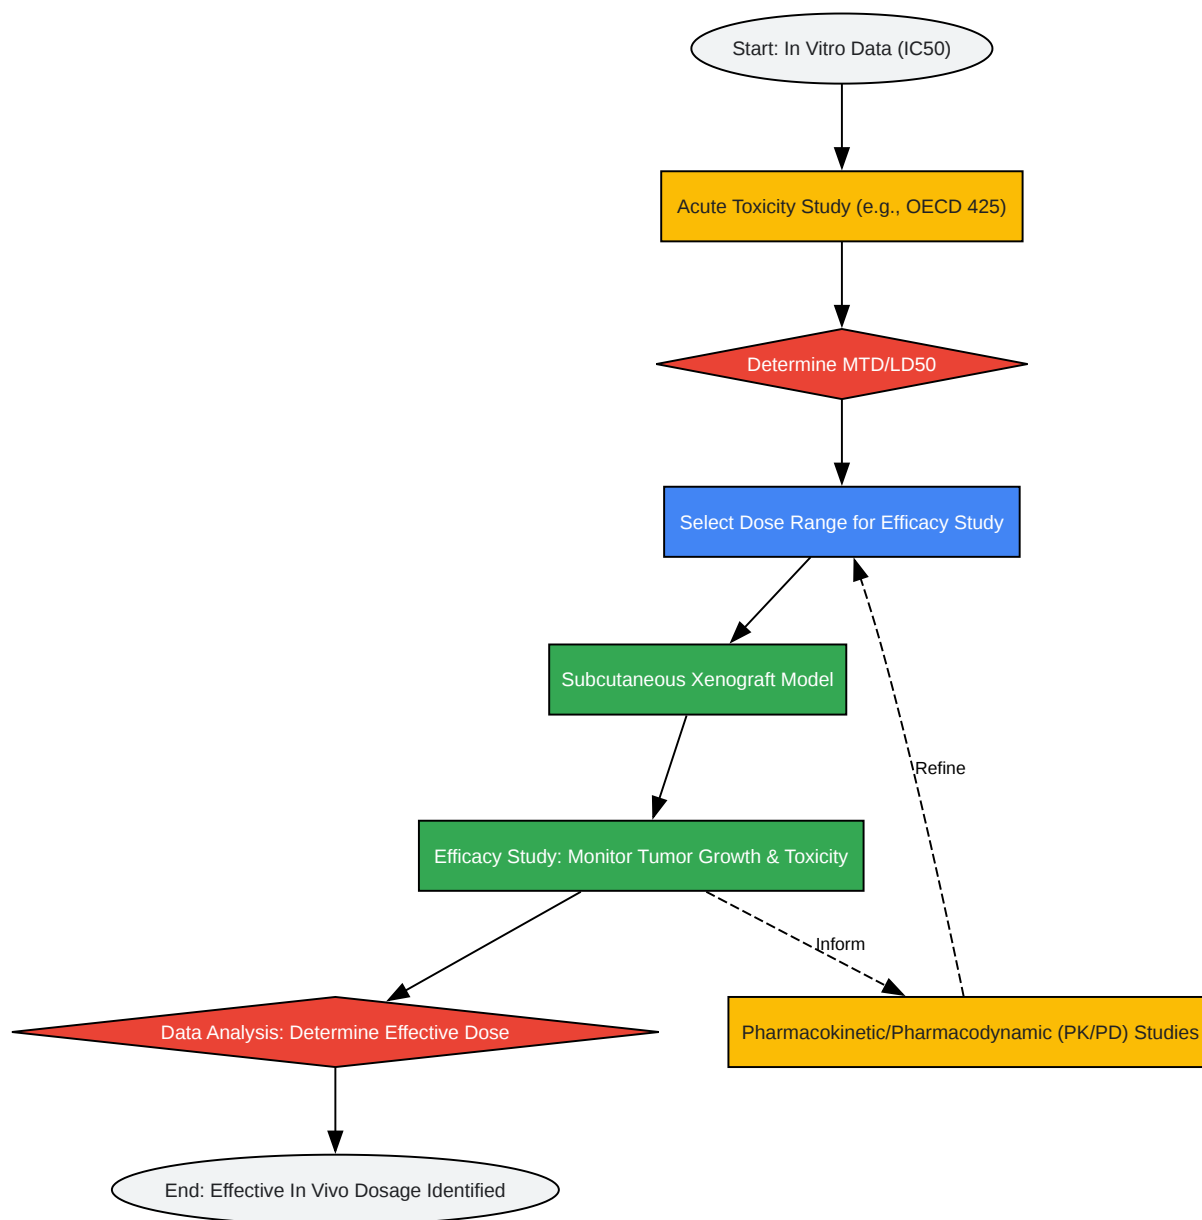 Start: In Vitro Data (IC50)
Acute Toxicity Study (e.g., OECD 425)
Determine MTD/LD50
Select Dose Range for Efficacy Study
Subcutaneous Xenograft Model
Refine
Efficacy Study: Monitor Tumor Growth & Toxicity
Inform
Data Analysis: Determine Effective Dose
Pharmacokinetic/Pharmacodynamic (PK/PD) Studies
End: Effective In Vivo Dosage Identified